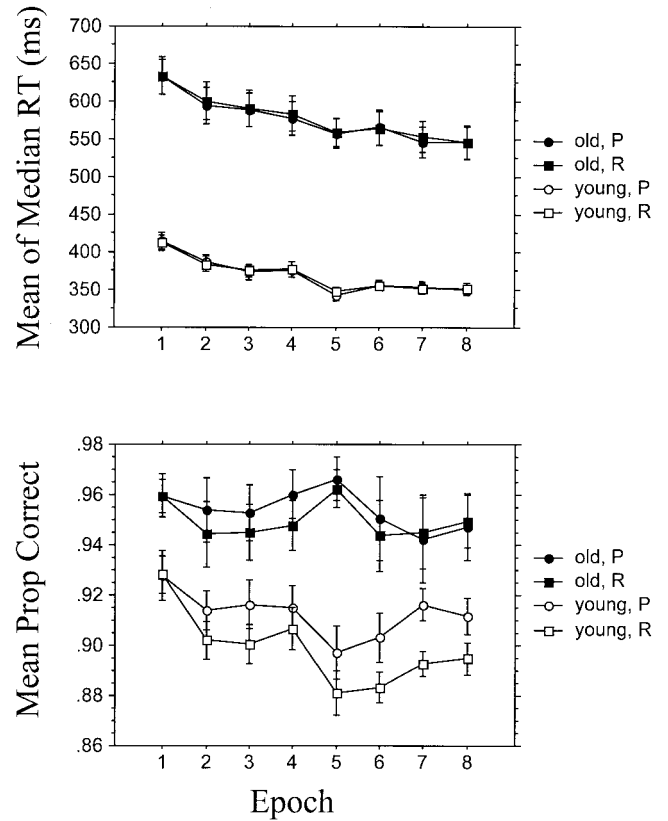 Mean of Median RT (ms)
700
650
600
550
500
450
400
350
300
1 2 3 4 5 6 7 8
old, P
old, R
young, P
young, R
Mean Prop Correct
.98
.96
.94
.92
.90
.88
.86
1 2 3 4 5 6 7 8
old, P
old, R
young, P
young, R
Epoch